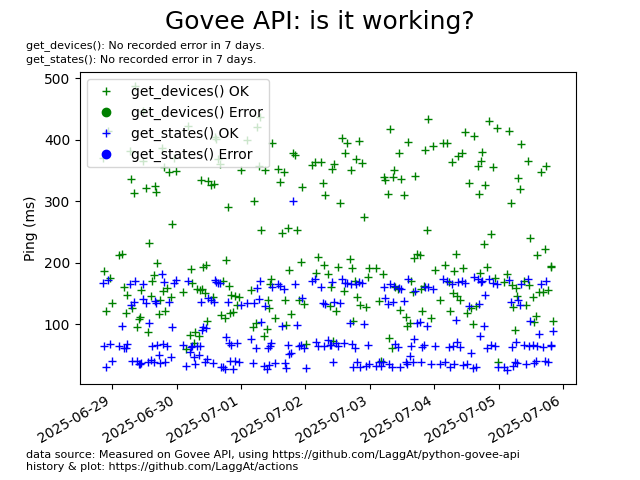 Govee API: is it working?
get_devices(): No recorded error in 7 days.
get_states(): No recorded error in 7 days.
500
400
300
200
100
Ping (ms)
get_devices() OK
get_devices() Error
get_states() OK
get_states() Error
2025-06-29
2025-06-30
2025-07-01
2025-07-02
2025-07-03
2025-07-04
2025-07-05
2025-07-06
data source: Measured on Govee API, using https://github.com/LaggAt/python-govee-api
history & plot: https://github.com/LaggAt/actions